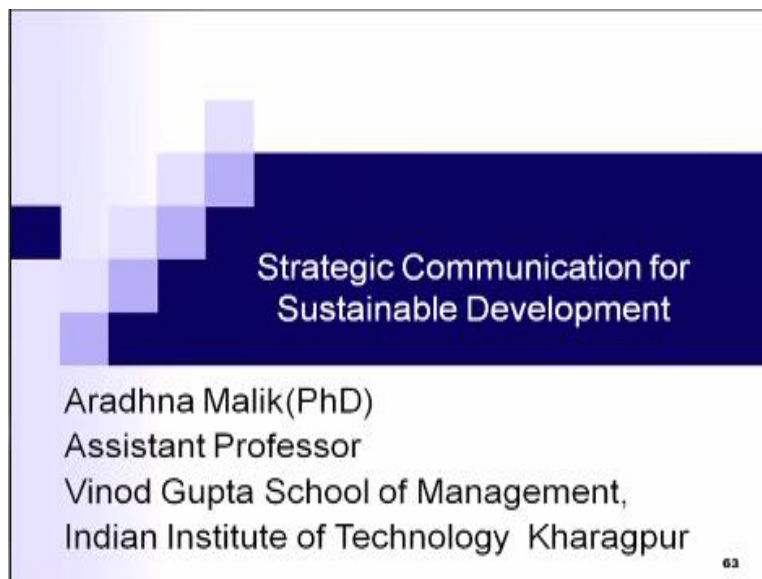 Strategic Communication for
Sustainable Development
Aradhna Malik(PhD)
Assistant Professor
Vinod Gupta School of Management,
Indian Institute of Technology Kharagpur
63